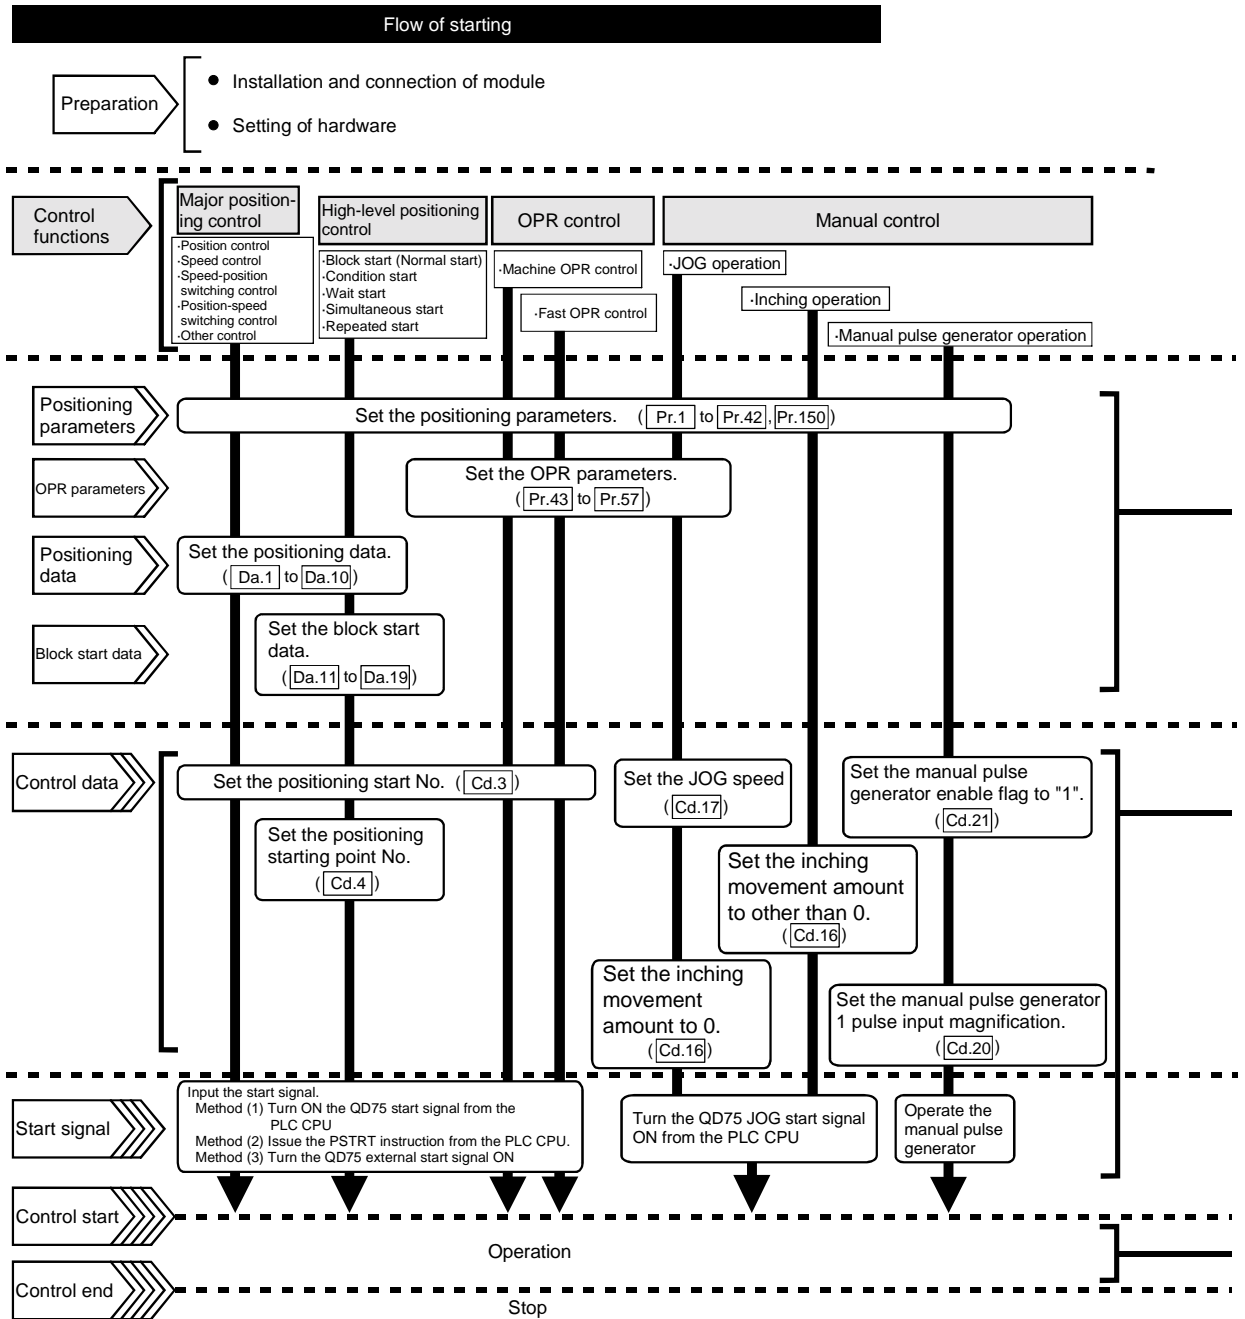 Flow of starting
Preparation
● Installation and connection of module
● Setting of hardware
Control
functions
Major position-
ing control
·Position control
·Speed control
·Speed-position
switching control
·Position-speed
switching control
·Other control
High-level positioning
control
·Block start (Normal start)
·Condition start
·Wait start
·Simultaneous start
·Repeated start
OPR control
·Machine OPR control
·Fast OPR control
Manual control
·JOG operation
·Inching operation
·Manual pulse generator operation
Positioning
parameters
Set the positioning parameters. ( Pr.1 to Pr.42 , Pr.150 )
OPR parameters
Set the OPR parameters.
( Pr.43 to Pr.57 )
Positioning
data
Set the positioning data.
( Da.1 to Da.10 )
Block start data
Set the block start
data.
( Da.11 to Da.19 )
Control data
Set the positioning start No. ( Cd.3 )
Set the positioning
starting point No.
( Cd.4 )
Set the JOG speed
( Cd.17 )
Set the inching
movement
amount to 0.
( Cd.16 )
Set the inching
movement amount
to other than 0.
( Cd.16 )
Set the manual pulse
generator enable flag to "1".
( Cd.21 )
Set the manual pulse generator
1 pulse input magnification.
( Cd.20 )
Start signal
Input the start signal.
Method (1) Turn ON the QD75 start signal from the
PLC CPU
Method (2) Issue the PSTRT instruction from the PLC CPU.
Method (3) Turn the QD75 external start signal ON
Turn the QD75 JOG start signal
ON from the PLC CPU
Operate the
manual pulse
generator
Control start
Operation
Control end
Stop